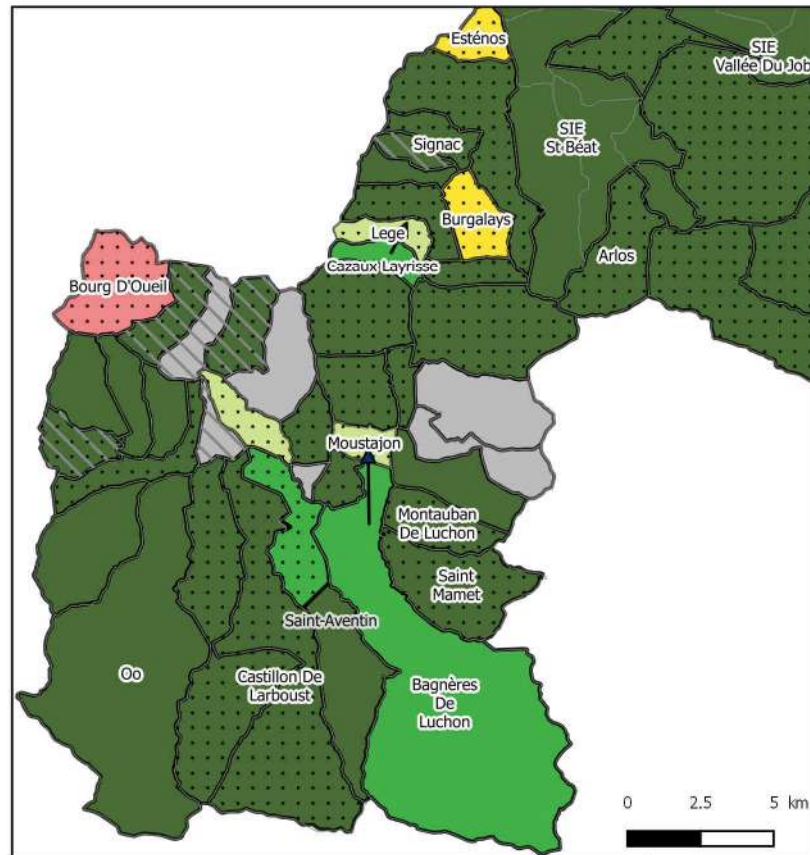 Esténos
SIE
Vallée Du Job
Signac
SIE
St Béat
Burgalays
Lege
Cazaux Layrisse
Arlos
Bourg D'Oueil
Moustajon
Montauban
De Luchon
Saint
Mamet
Saint-Aventin
Oo
Castillon De
Larboust
Bagnères
De
Luchon
0 2.5 5 km